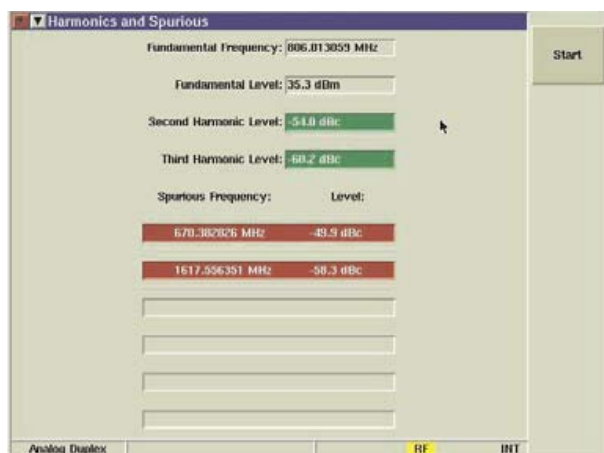 Harmonics and Spurious
Fundamental Frequency: 806.013059 MHz
Start
Fundamental Level: 35.3 dBm
Second Harmonic Level: -54.0 dBc
Third Harmonic Level: -60.2 dBc
Spurious Frequency: Level:
670.382826 MHz -49.9 dBc
1617.556351 MHz -58.3 dBc
Analog Duplex RF INT